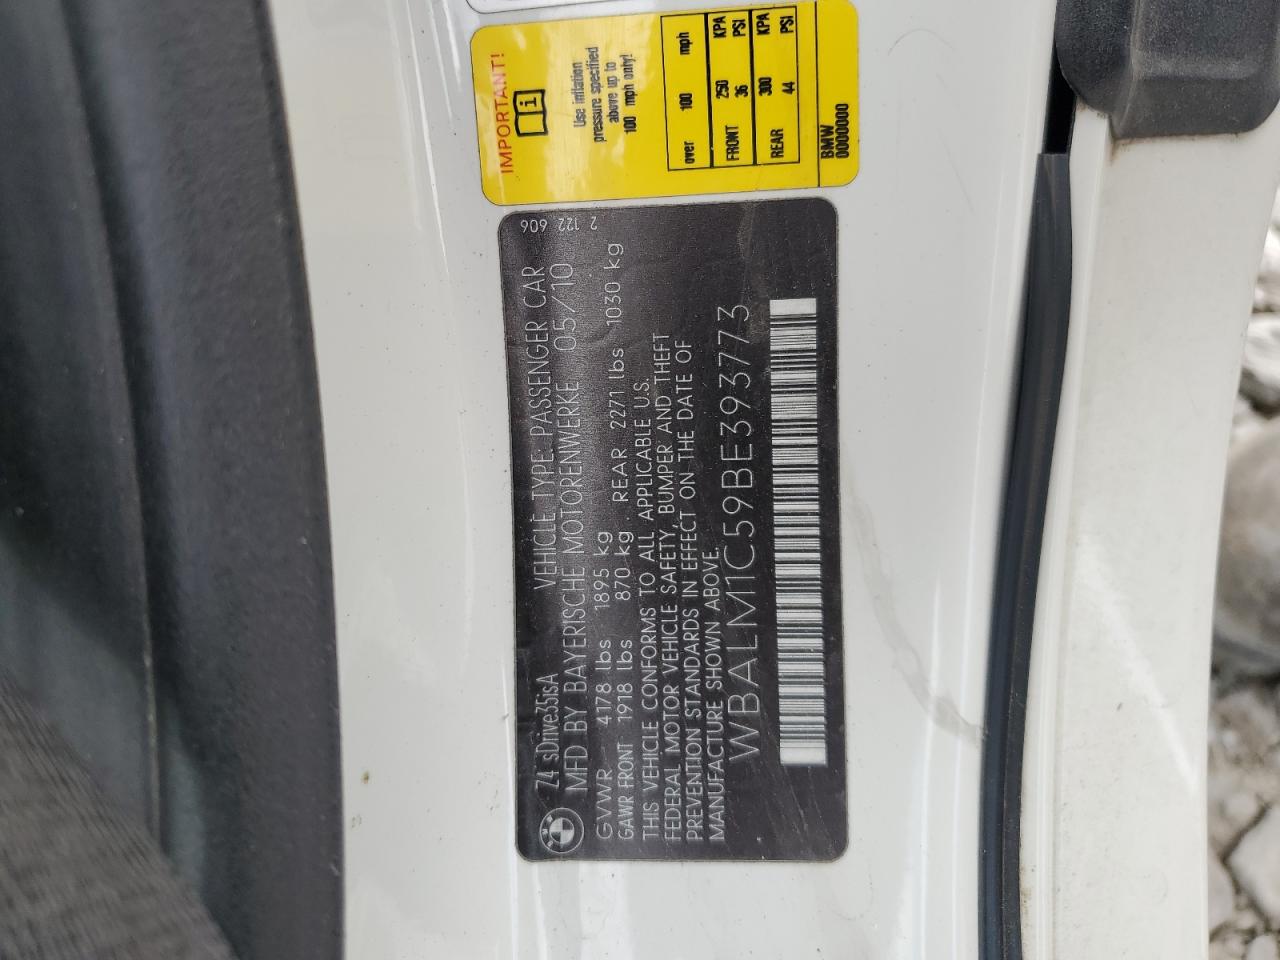 IMPORTANT!
i
Use inflation
pressure specified
above up to
100 mph only!
over 100 mph
FRONT 250 KPA
36 PSI
REAR 300 KPA
44 PSI
BMW
0000000
Z4 sDrive35isA VEHICLE TYPE: PASSENGER CAR 606
MFD BY BAYERISCHE MOTORENWERKE 05/10 2 122
GVWR 4178 lbs 1895 kg
GAWR FRONT 1918 lbs 870 kg REAR 2271 lbs 1030 kg
THIS VEHICLE CONFORMS TO ALL APPLICABLE U.S.
FEDERAL MOTOR VEHICLE SAFETY, BUMPER AND THEFT
PREVENTION STANDARDS IN EFFECT ON THE DATE OF
MANUFACTURE SHOWN ABOVE.
WBALM1C59BE393773